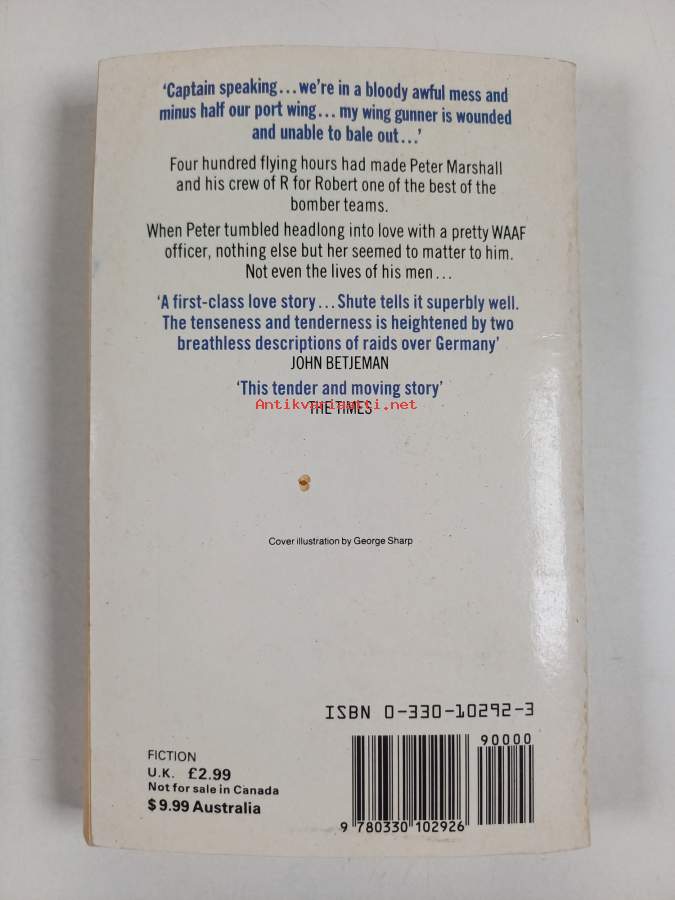 ‘Captain speaking...we’re in a bloody awful mess and
minus half our port wing...my wing gunner is wounded
and unable to bale out...’
Four hundred flying hours had made Peter Marshall
and his crew of R for Robert one of the best of the
bomber teams.
When Peter tumbled headlong into love with a pretty WAAF
officer, nothing else but her seemed to matter to him.
Not even the lives of his men...
‘A first-class love story...Shute tells it superbly well.
The tenseness and tenderness is heightened by two
breathless descriptions of raids over Germany’
JOHN BETJEMAN
‘This tender and moving story’
Antikvariaatti.net
THE TIMES
Cover illustration by George Sharp
ISBN 0-330-10292-3
90000
FICTION
U.K. £2.99
Not for sale in Canada
$9.99 Australia
9 780330 102926